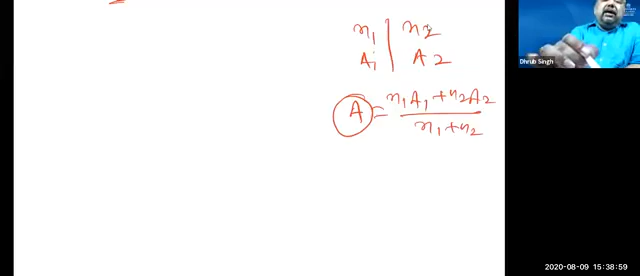 n1 | n2
A1 | A2
A = n1A1 + n2A2 / n1 + n2
Dhrub Singh
2020-08-09 15:38:59